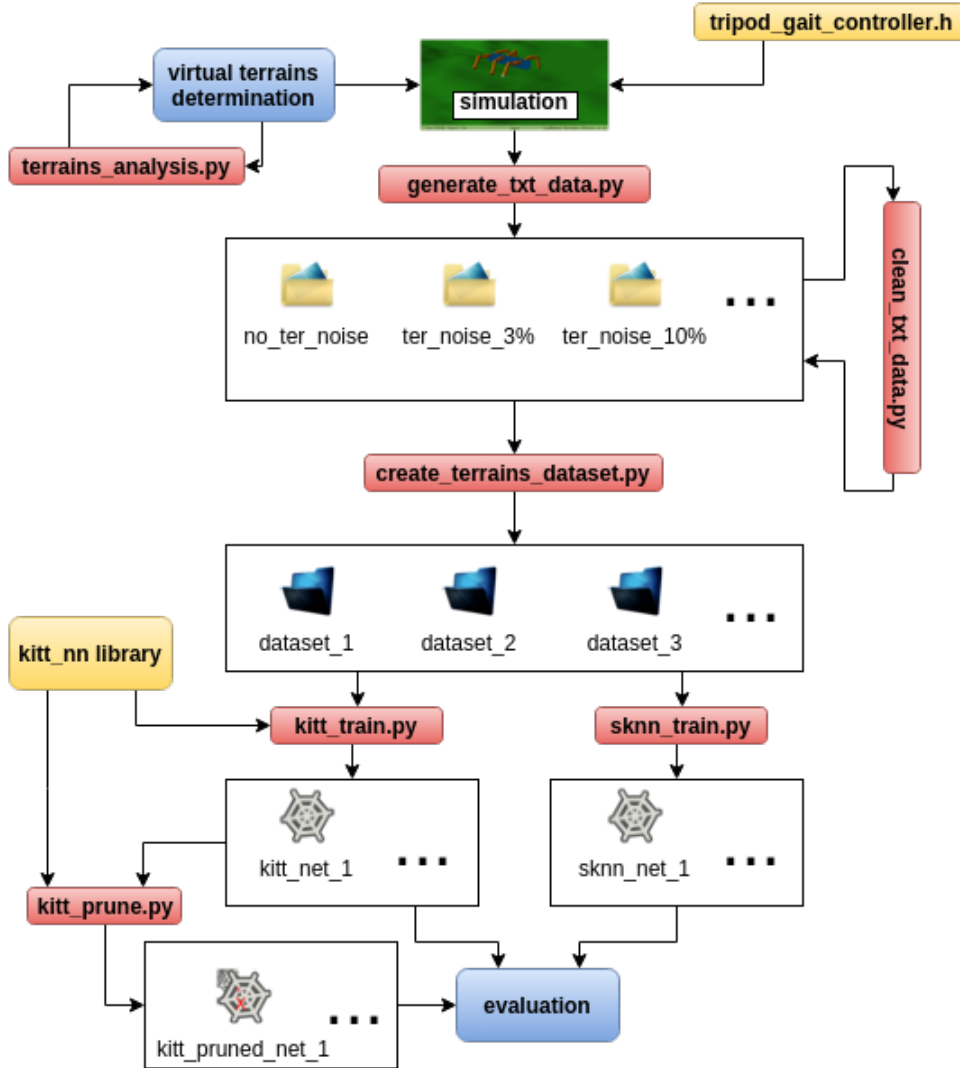 tripod_gait_controller.h
virtual terrains
determination
simulation
terrains_analysis.py
generate_txt_data.py
clean_txt_data.py
no_ter_noise
ter_noise_3%
ter_noise_10%
...
create_terrains_dataset.py
dataset_1
dataset_2
dataset_3
...
kitt_nn library
kitt_train.py
sknn_train.py
kitt_net_1
...
sknn_net_1
...
kitt_prune.py
kitt_pruned_net_1
...
evaluation